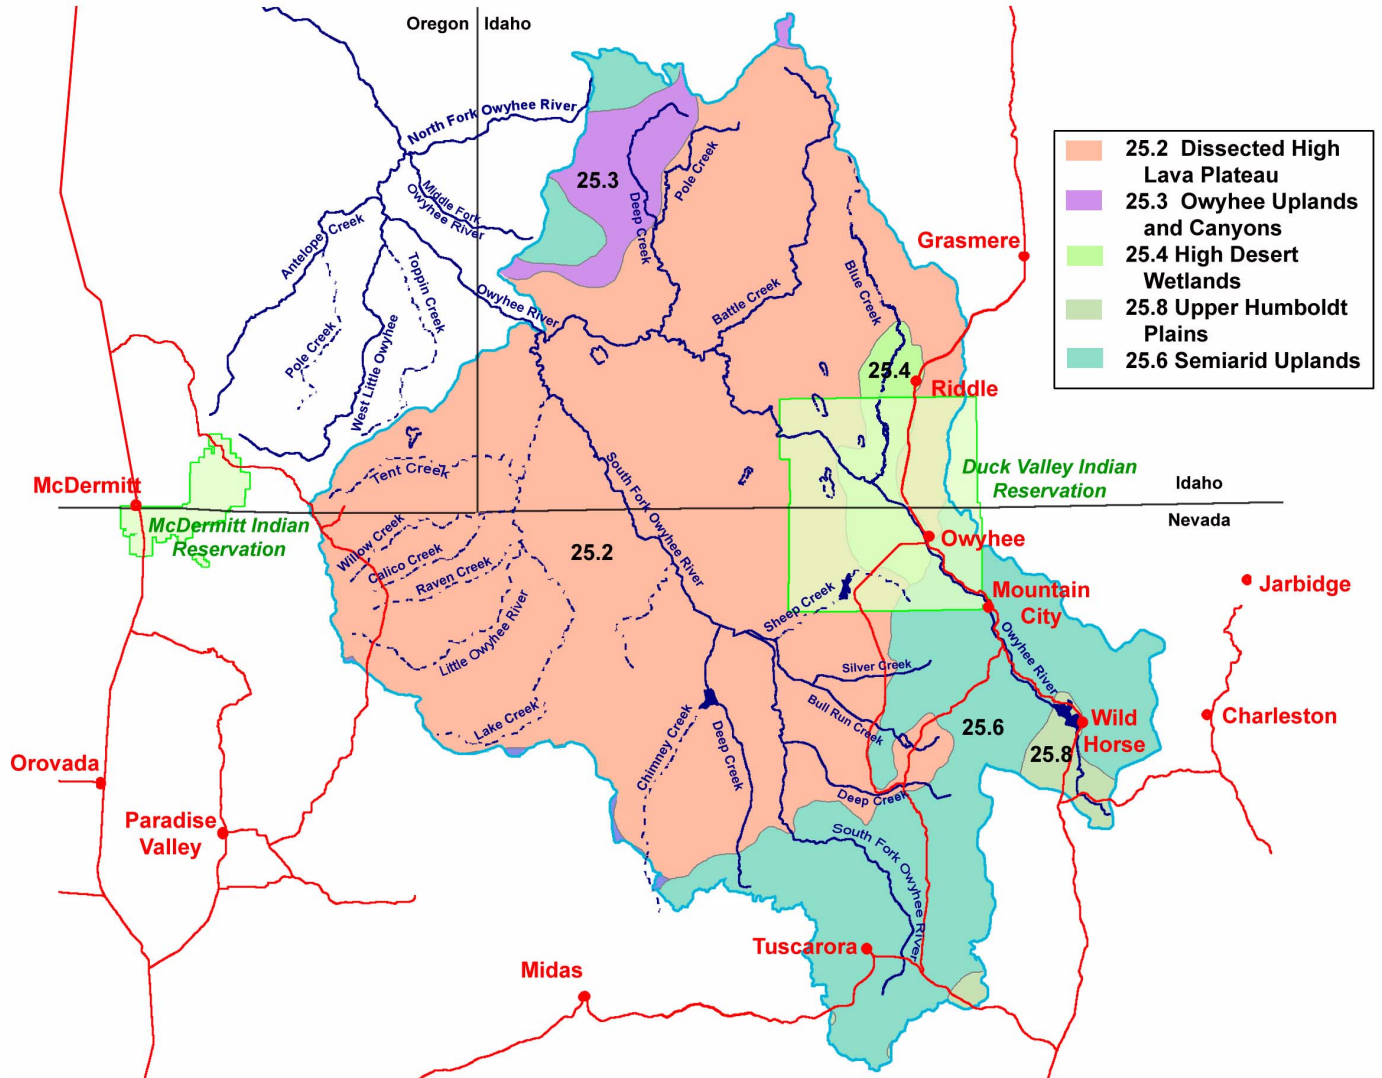 Oregon
Idaho
North Fork Owyhee River
Middle Fork
Owyhee River
Antelope Creek
Toppin Creek
Pole Creek
West Little Owyhee
Owyhee River
25.3
Deep Creek
Pole Creek
Battle Creek
Blue Creek
25.4
Grasmere
Riddle
25.2 Dissected High
Lava Plateau
25.3 Owyhee Uplands
and Canyons
25.4 High Desert
Wetlands
25.8 Upper Humboldt
Plains
25.6 Semiarid Uplands
Duck Valley Indian
Reservation
Idaho
Nevada
McDermitt
McDermitt Indian
Reservation
Tent Creek
Willow Creek
Calico Creek
Raven Creek
Little Owyhee River
Lake Creek
25.2
South Fork Owyhee River
Owyhee
Sheep Creek
Mountain
City
Jarbidge
Owyhee River
Silver Creek
Bull Run Creek
Chimney Creek
Deep Creek
Deep Creek
25.6
25.8
Wild
Horse
Charleston
Orovada
Paradise
Valley
South Fork Owyhee River
Tuscarora
Midas